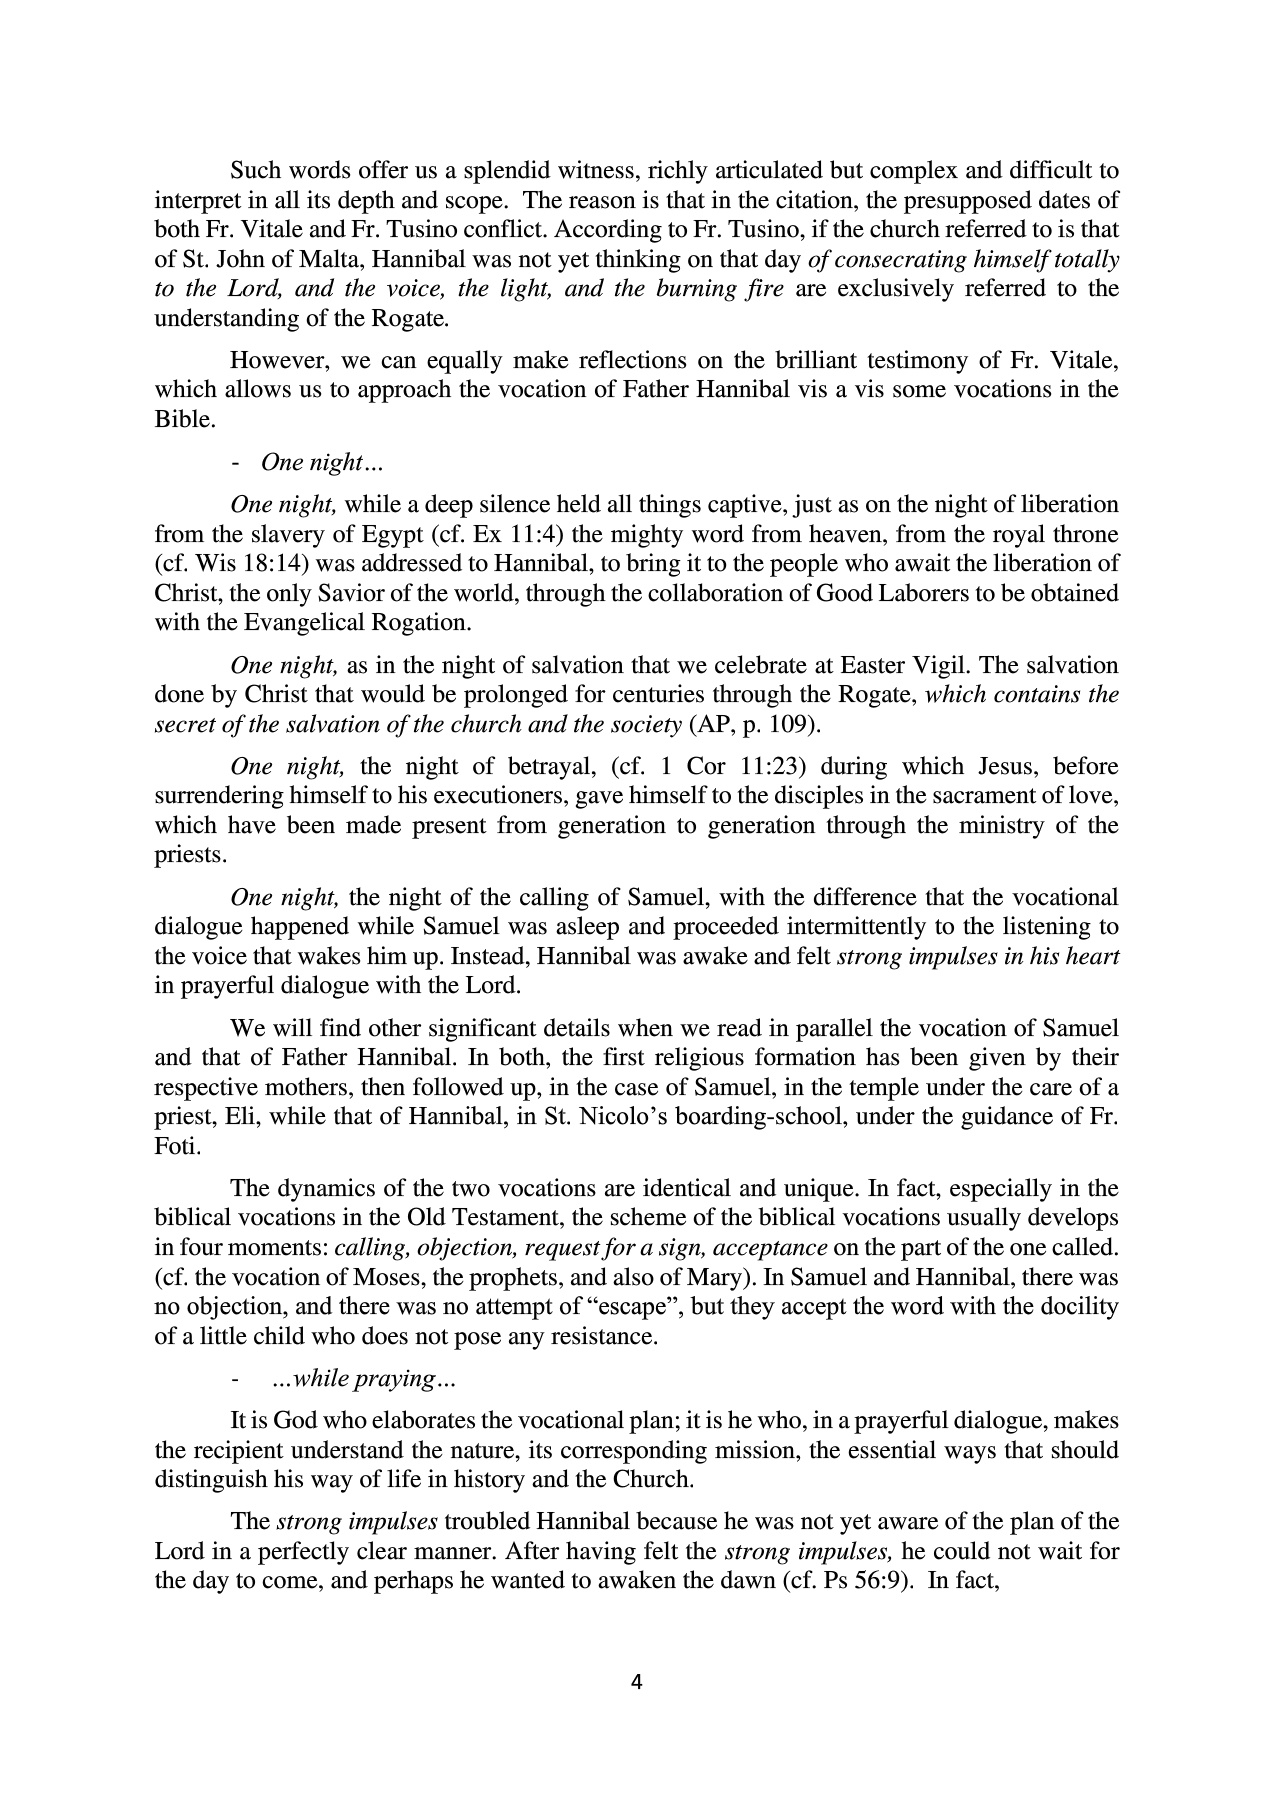 Such words offer us a splendid witness, richly articulated but complex and difficult to
interpret in all its depth and scope.  The reason is that in the citation, the presupposed dates of
both Fr. Vitale and Fr. Tusino conflict. According to Fr. Tusino, if the church referred to is that
of St. John of Malta, Hannibal was not yet thinking on that day of consecrating himself totally
to the Lord, and the voice, the light, and the burning fire are exclusively referred to the
understanding of the Rogate.
However, we can equally make reflections on the brilliant testimony of Fr. Vitale,
which allows us to approach the vocation of Father Hannibal vis a vis some vocations in the
Bible.
- One night…
One night, while a deep silence held all things captive, just as on the night of liberation
from the slavery of Egypt (cf. Ex 11:4) the mighty word from heaven, from the royal throne
(cf. Wis 18:14) was addressed to Hannibal, to bring it to the people who await the liberation of
Christ, the only Savior of the world, through the collaboration of Good Laborers to be obtained
with the Evangelical Rogation.
One night, as in the night of salvation that we celebrate at Easter Vigil. The salvation
done by Christ that would be prolonged for centuries through the Rogate, which contains the
secret of the salvation of the church and the society (AP, p. 109).
One night, the night of betrayal, (cf. 1 Cor 11:23) during which Jesus, before
surrendering himself to his executioners, gave himself to the disciples in the sacrament of love,
which have been made present from generation to generation through the ministry of the
priests.
One night, the night of the calling of Samuel, with the difference that the vocational
dialogue happened while Samuel was asleep and proceeded intermittently to the listening to
the voice that wakes him up. Instead, Hannibal was awake and felt strong impulses in his heart
in prayerful dialogue with the Lord.
We will find other significant details when we read in parallel the vocation of Samuel
and that of Father Hannibal. In both, the first religious formation has been given by their
respective mothers, then followed up, in the case of Samuel, in the temple under the care of a
priest, Eli, while that of Hannibal, in St. Nicolo’s boarding-school, under the guidance of Fr.
Foti.
The dynamics of the two vocations are identical and unique. In fact, especially in the
biblical vocations in the Old Testament, the scheme of the biblical vocations usually develops
in four moments: calling, objection, request for a sign, acceptance on the part of the one called.
(cf. the vocation of Moses, the prophets, and also of Mary). In Samuel and Hannibal, there was
no objection, and there was no attempt of “escape”, but they accept the word with the docility
of a little child who does not pose any resistance.
- …while praying…
It is God who elaborates the vocational plan; it is he who, in a prayerful dialogue, makes
the recipient understand the nature, its corresponding mission, the essential ways that should
distinguish his way of life in history and the Church.
The strong impulses troubled Hannibal because he was not yet aware of the plan of the
Lord in a perfectly clear manner. After having felt the strong impulses, he could not wait for
the day to come, and perhaps he wanted to awaken the dawn (cf. Ps 56:9).  In fact,
4